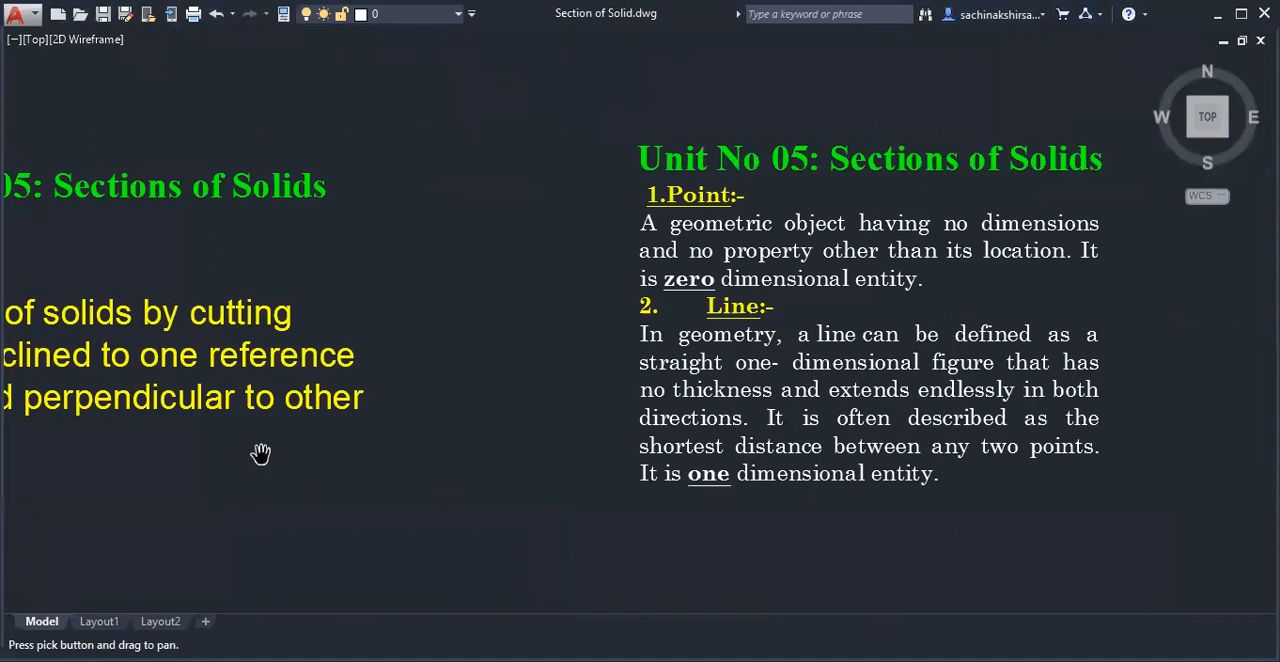 0
Section of Solid.dwg
Type a keyword or phrase
sachinakshirsa...
[−][Top][2D Wireframe]
N
W
TOP
E
S
WCS
05: Sections of Solids
of solids by cutting
clined to one reference
d perpendicular to other
Unit No 05: Sections of Solids
1.Point:-
A geometric object having no dimensions
and no property other than its location. It
is zero dimensional entity.
2. Line:-
In geometry, a line can be defined as a
straight one- dimensional figure that has
no thickness and extends endlessly in both
directions. It is often described as the
shortest distance between any two points.
It is one dimensional entity.
Model Layout1 Layout2 +
Press pick button and drag to pan.